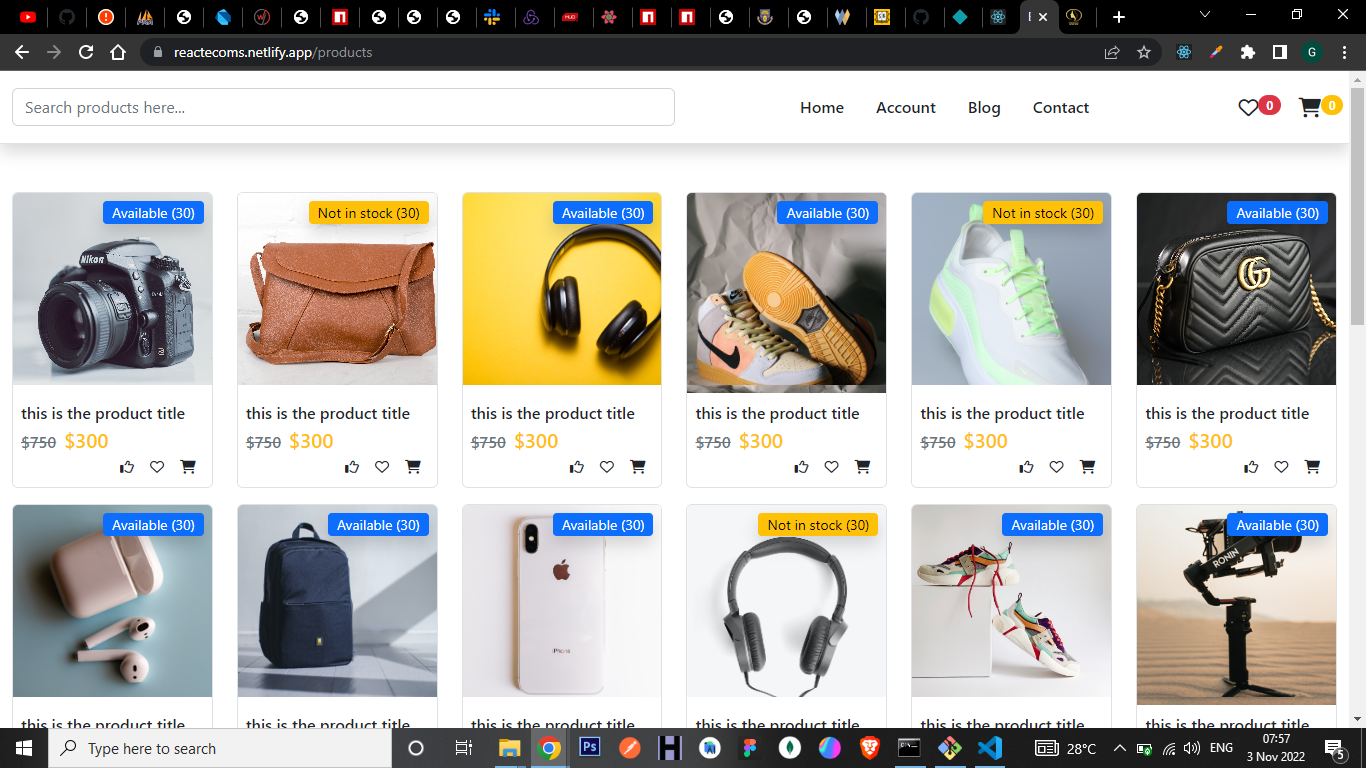 reactecoms.netlify.app/products
G
Search products here...
Home Account Blog Contact
0 0
Available (30) Not in stock (30) Available (30) Available (30) Not in stock (30) Available (30)
Nikon
this is the product title this is the product title this is the product title this is the product title this is the product title this is the product title
$750 $300 $750 $300 $750 $300 $750 $300 $750 $300 $750 $300
Available (30) Available (30) Available (30) Not in stock (30) Available (30) Available (30)
RONIN
iPhone
this is the product title this is the product title this is the product title this is the product title this is the product title this is the product title
Type here to search
Ps
28°C
ENG
07:57
3 Nov 2022
5